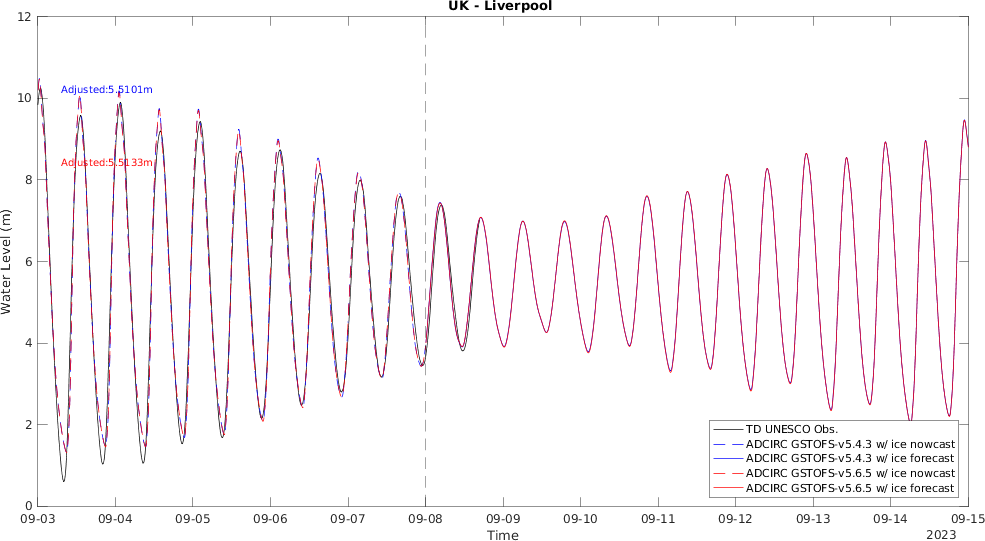 UK - Liverpool
12
10
8
6
4
2
0
Water Level (m)
Adjusted:5.5101m
Adjusted:5.5133m
TD UNESCO Obs.
ADCIRC GSTOFS-v5.4.3 w/ ice nowcast
ADCIRC GSTOFS-v5.4.3 w/ ice forecast
ADCIRC GSTOFS-v5.6.5 w/ ice nowcast
ADCIRC GSTOFS-v5.6.5 w/ ice forecast
09-03 09-04 09-05 09-06 09-07 09-08 09-09 09-10 09-11 09-12 09-13 09-14 09-15
Time
2023